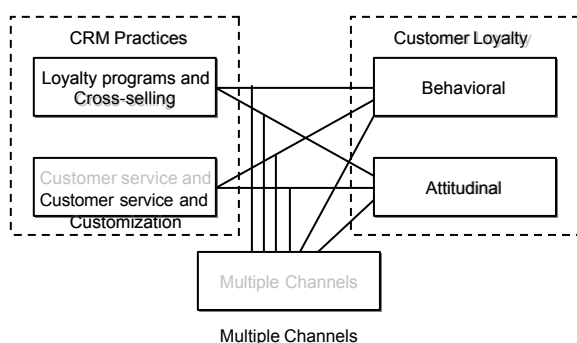 CRM Practices
Customer Loyalty
Loyalty programs and
Cross-selling
Behavioral
Customer service and
Customer service and
Customization
Attitudinal
Multiple Channels
Multiple Channels